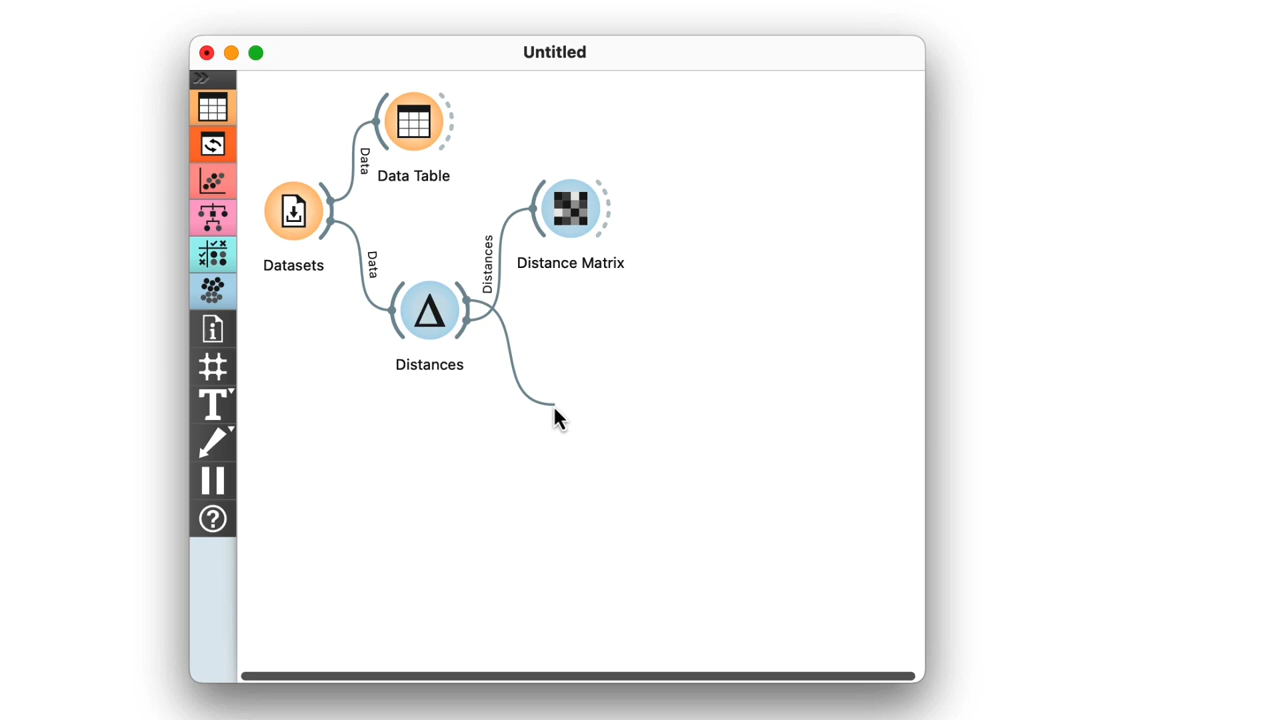 Untitled
Data
Data Table
Datasets
Data
Distances
Distance Matrix
Distances